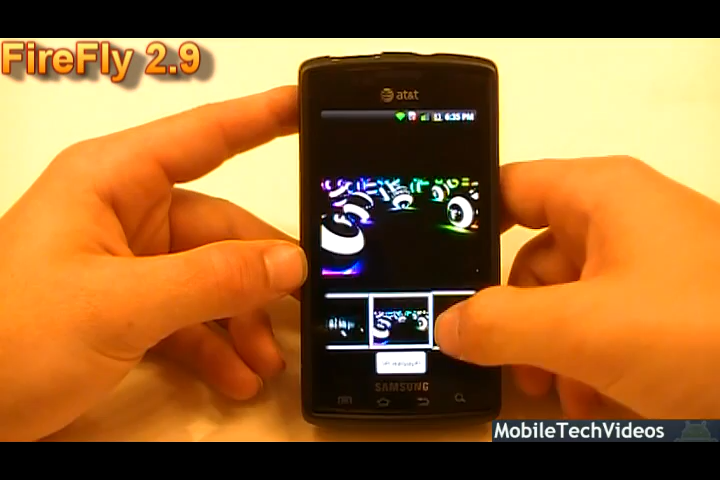 FireFly 2.9
at&t
6:35 PM
SAMSUNG
MobileTechVideos